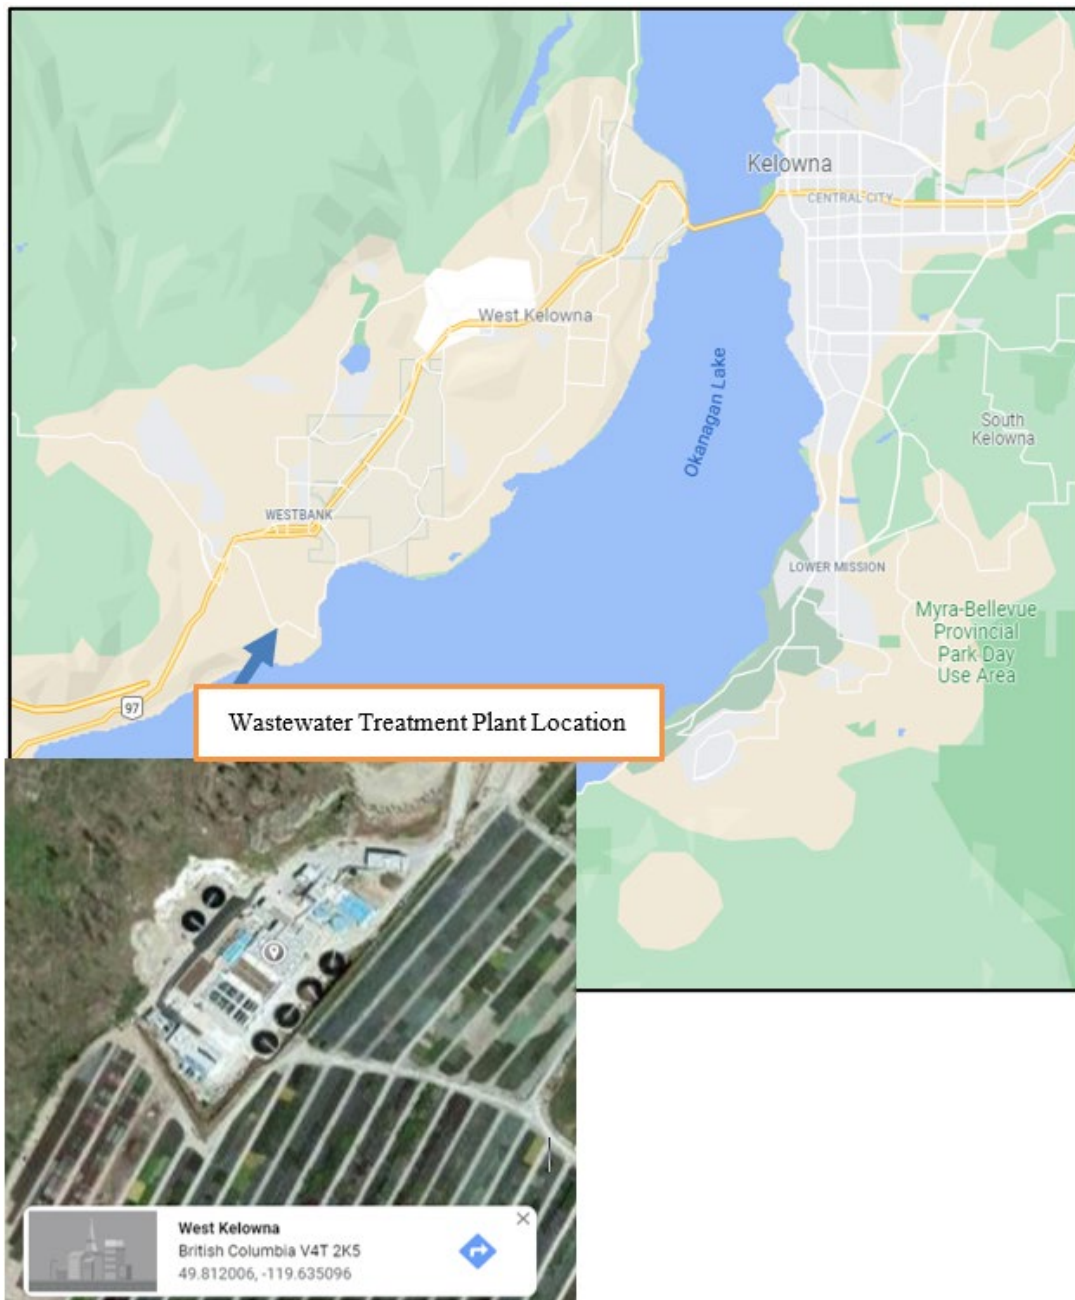 Kelowna
CENTRAL CITY
West Kelowna
Okanagan Lake
South
Kelowna
WESTBANK
LOWER MISSION
Myra-Bellevue
Provincial
Park Day
Use Area
97
Wastewater Treatment Plant Location
West Kelowna
British Columbia V4T 2K5
49.812006, -119.635096